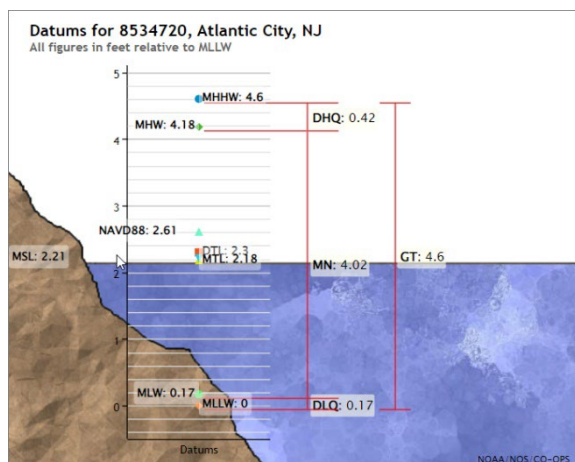 Datums for 8534720, Atlantic City, NJ
All figures in feet relative to MLLW
5
MHHW: 4.6
DHQ: 0.42
MHW: 4.18
4
3
NAVD88: 2.61
DTL: 2.3
MSL: 2.21
MTL: 2.18
MN: 4.02
GT: 4.6
2
1
MLW: 0.17
0
MLLW: 0
DLQ: 0.17
Datums
NOAA/NOS/CO-OPS